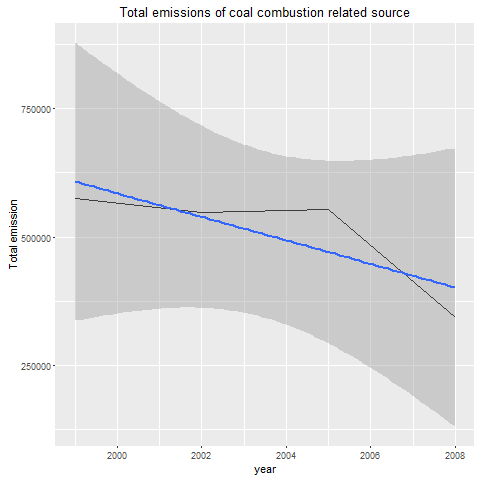 Total emissions of coal combustion related source
Total emission
750000
500000
250000
2000 2002 2004 2006 2008
year